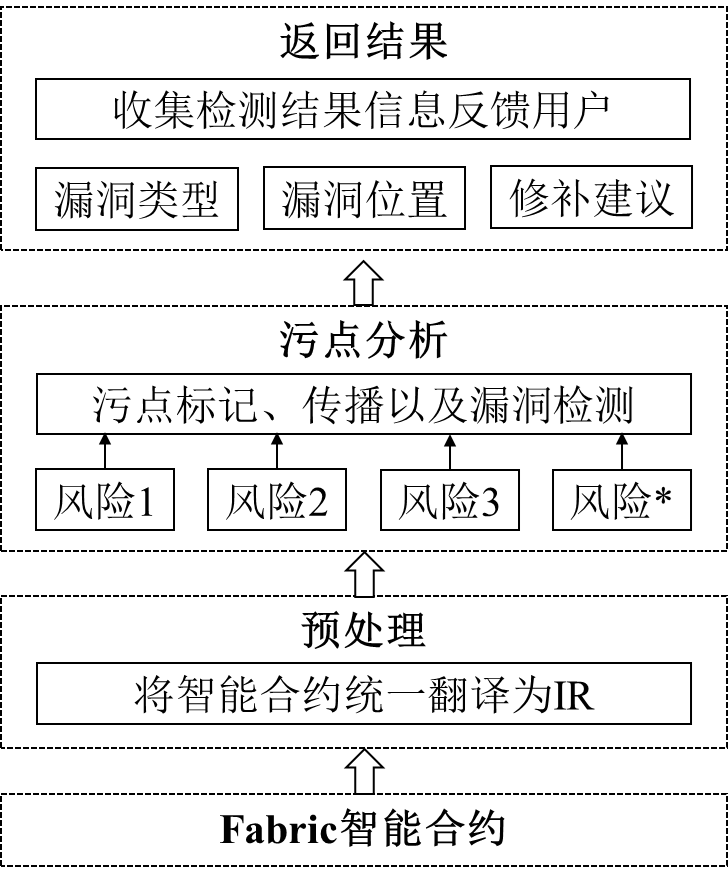 返回结果
收集检测结果信息反馈用户
漏洞类型
漏洞位置
修补建议
污点分析
污点标记、传播以及漏洞检测
风险1
风险2
风险3
风险*
预处理
将智能合约统一翻译为IR
Fabric智能合约